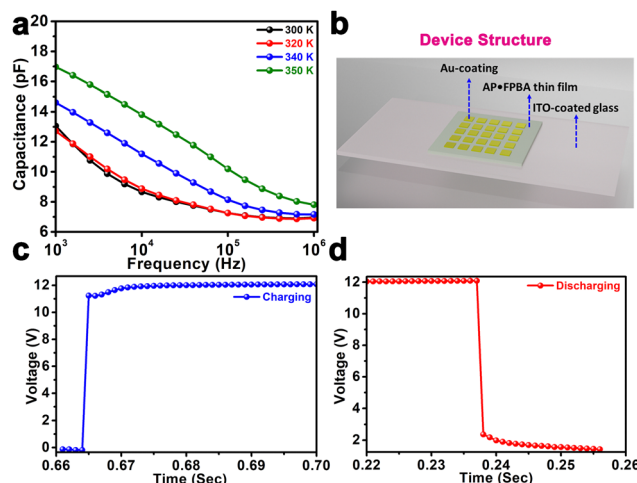 a
b
20
18
16
14
12
10
8
6
Capacitance (pF)
300 K
320 K
340 K
350 K
10³
10⁴
10⁵
10⁶
Frequency (Hz)
Device Structure
Au-coating
AP•FPBA thin film
ITO-coated glass
c
d
12
10
8
6
4
2
0
Voltage (V)
Charging
0.66
0.67
0.68
0.69
0.70
Time (Sec)
12
10
8
6
4
2
Voltage (V)
Discharging
0.22
0.23
0.24
0.25
0.26
Time (Sec)